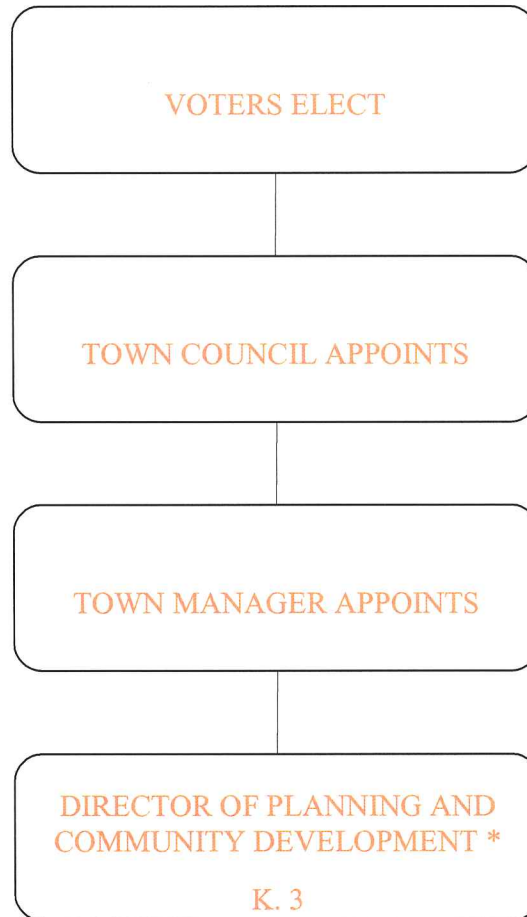 VOTERS ELECT
TOWN COUNCIL APPOINTS
TOWN MANAGER APPOINTS
DIRECTOR OF PLANNING AND
COMMUNITY DEVELOPMENT *
K. 3